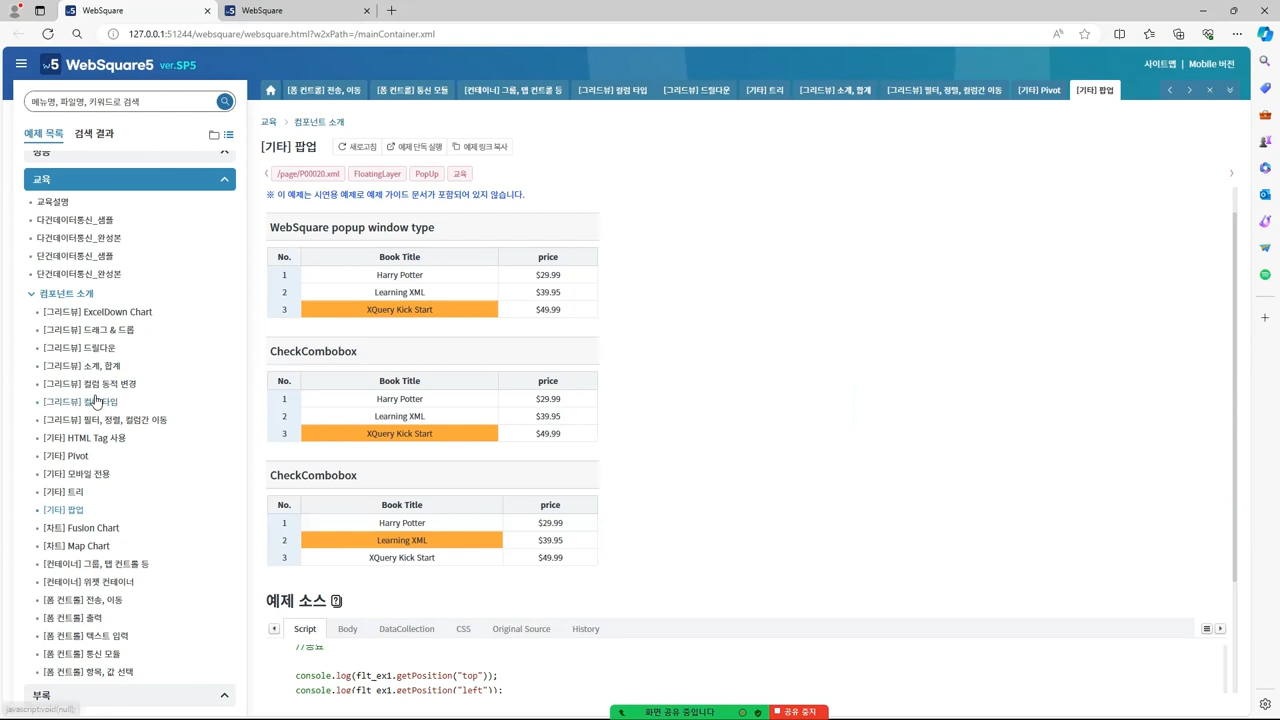 WebSquare
WebSquare
127.0.0.1:51244/websquare/websquare.html?w2xPath=/mainContainer.xml
w5 WebSquare5 ver.SP5
사이트맵 | Mobile 버전
메뉴명, 파일명, 키워드로 검색
[폼 컨트롤] 전송, 이동
[폼 컨트롤] 통신 모듈
[컨테이너] 그룹, 탭 컨트롤 등
[그리드뷰] 컬럼 타입
[그리드뷰] 드릴다운
[기타] 트리
[그리드뷰] 소계, 합계
[그리드뷰] 필터, 정렬, 컬럼간 이동
[기타] Pivot
[기타] 팝업
예제 목록 검색 결과
교육
교육설명
다건데이터통신_샘플
다건데이터통신_완성본
단건데이터통신_샘플
단건데이터통신_완성본
컴포넌트 소개
[그리드뷰] ExcelDown Chart
[그리드뷰] 드래그 & 드롭
[그리드뷰] 드릴다운
[그리드뷰] 소계, 합계
[그리드뷰] 컬럼 동적 변경
[그리드뷰] 컬럼 타입
[그리드뷰] 필터, 정렬, 컬럼간 이동
[기타] HTML Tag 사용
[기타] Pivot
[기타] 모바일 전용
[기타] 트리
[기타] 팝업
[차트] Fusion Chart
[차트] Map Chart
[컨테이너] 그룹, 탭 컨트롤 등
[컨테이너] 위젯 컨테이너
[폼 컨트롤] 전송, 이동
[폼 컨트롤] 출력
[폼 컨트롤] 텍스트 입력
[폼 컨트롤] 통신 모듈
[폼 컨트롤] 항목, 값 선택
부록
javascript:void(null);
교육 > 컴포넌트 소개
[기타] 팝업 새로고침 예제 단독 실행 예제 링크 복사
/page/P00020.xml FloatingLayer PopUp 교육
※ 이 예제는 시연용 예제로 예제 가이드 문서가 포함되어 있지 않습니다.
WebSquare popup window type
No. Book Title price
1 Harry Potter $29.99
2 Learning XML $39.95
3 XQuery Kick Start $49.99
CheckCombobox
No. Book Title price
1 Harry Potter $29.99
2 Learning XML $39.95
3 XQuery Kick Start $49.99
CheckCombobox
No. Book Title price
1 Harry Potter $29.99
2 Learning XML $39.95
3 XQuery Kick Start $49.99
예제 소스
Script Body DataCollection CSS Original Source History
//종료
console.log(flt_ex1.getPosition("top"));
console.log(flt_ex1.getPosition("left"));
화면 공유 중입니다 공유 중지